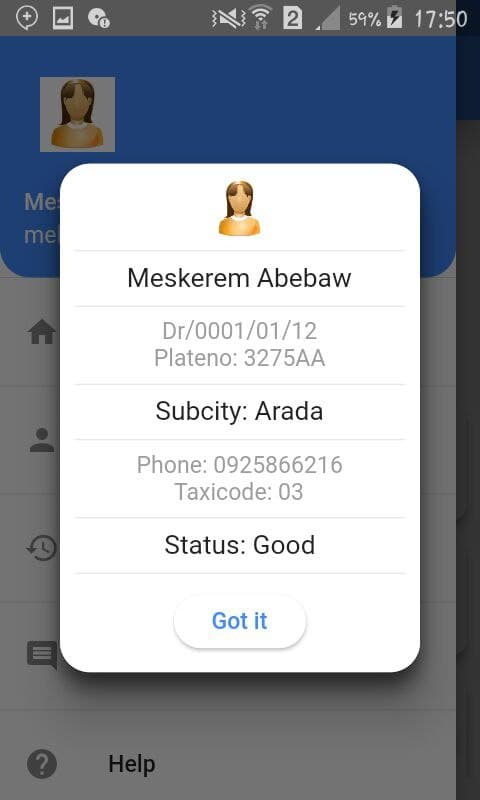 2 59% 17:50
Mes
mel
Meskerem Abebaw
Dr/0001/01/12
Plateno: 3275AA
Subcity: Arada
Phone: 0925866216
Taxicode: 03
Status: Good
Got it
Help